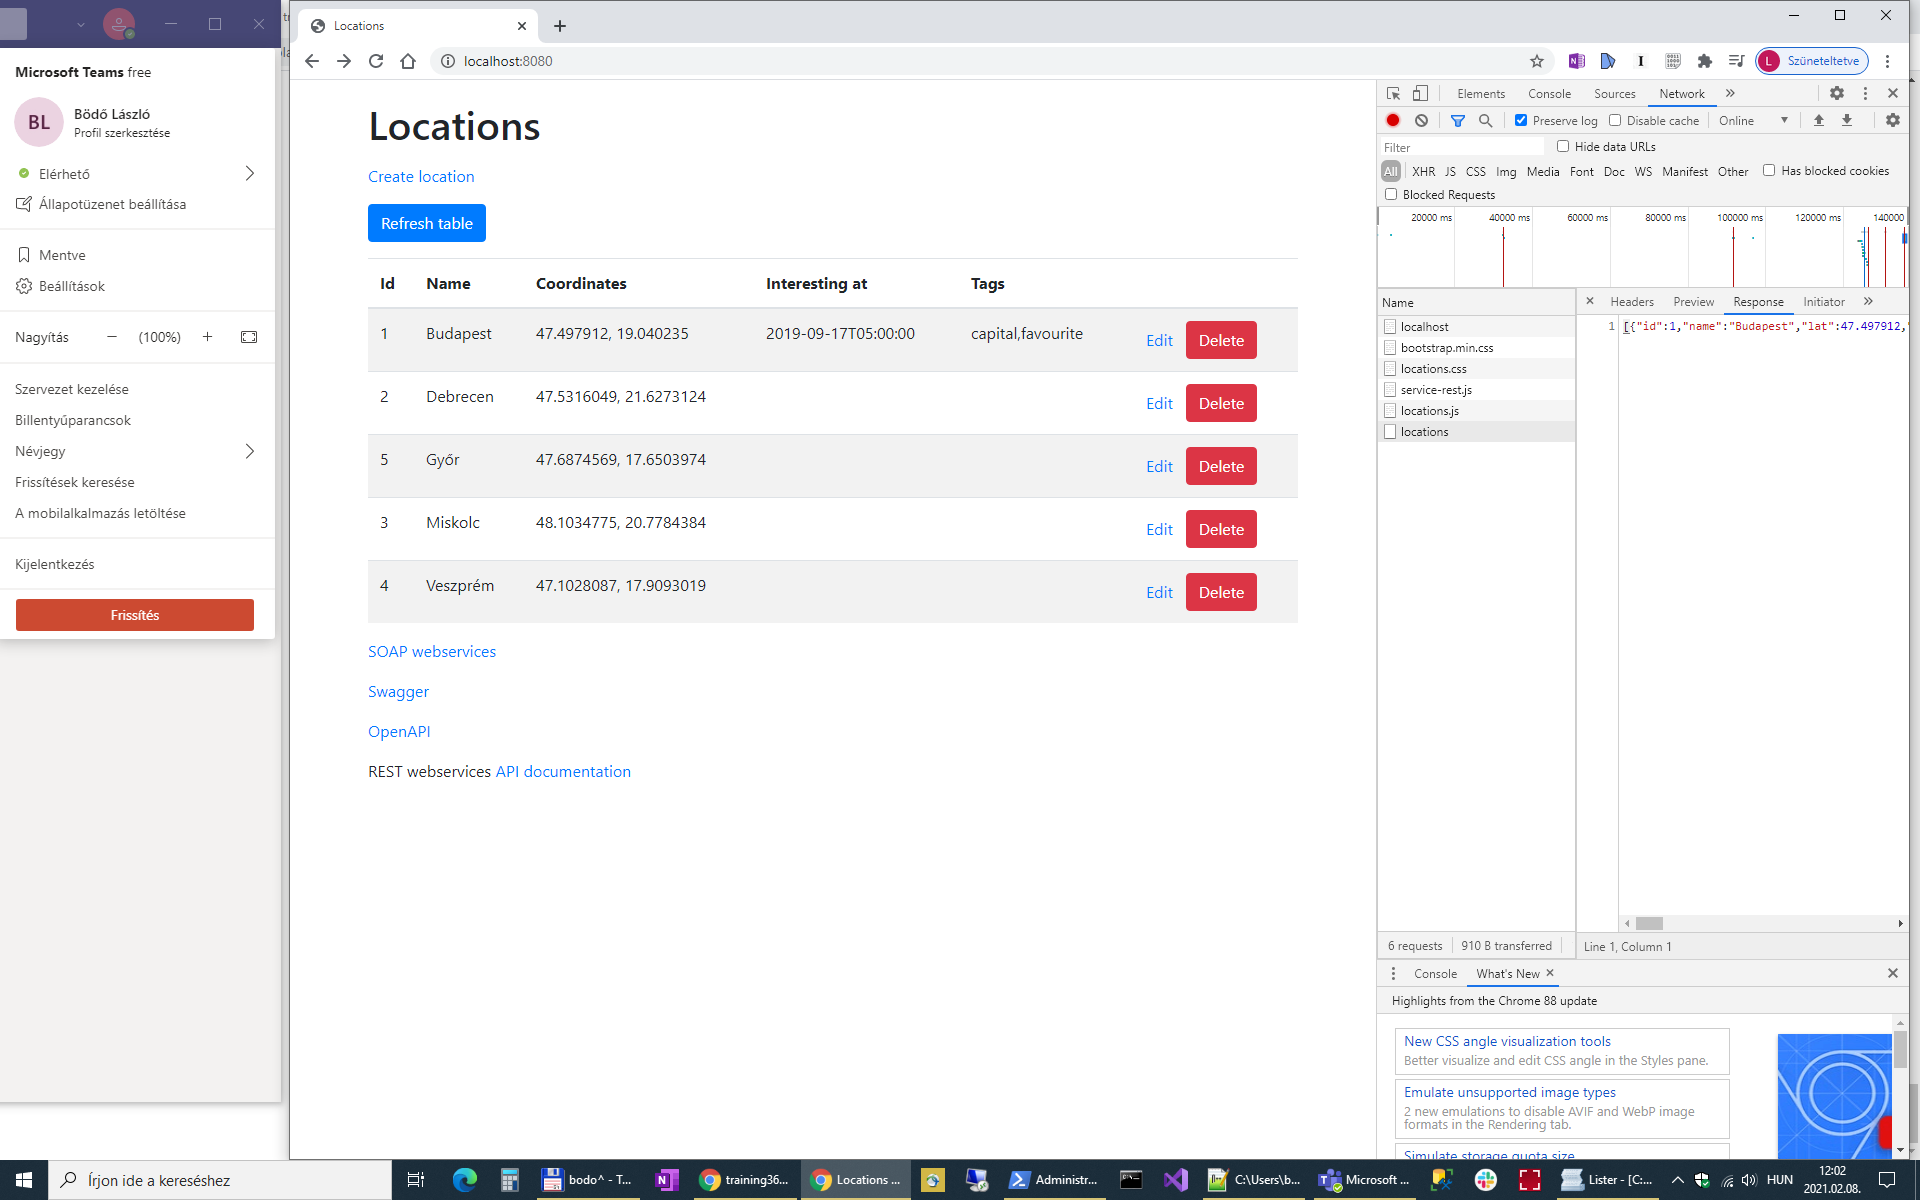 Microsoft Teams free
BL
Bödő László
Profil szerkesztése
Elérhető
Állapotüzenet beállítása
Mentve
Beállítások
Nagyítás
(100%)
Szervezet kezelése
Billentyűparancsok
Névjegy
Frissítések keresése
A mobilalkalmazás letöltése
Kijelentkezés
Frissítés
Locations
localhost:8080
L
Szüneteltetve
Locations
Create location
Refresh table
Id Name Coordinates Interesting at Tags
1 Budapest 47.497912, 19.040235 2019-09-17T05:00:00 capital,favourite Edit Delete
2 Debrecen 47.5316049, 21.6273124 Edit Delete
5 Győr 47.6874569, 17.6503974 Edit Delete
3 Miskolc 48.1034775, 20.7784384 Edit Delete
4 Veszprém 47.1028087, 17.9093019 Edit Delete
SOAP webservices
Swagger
OpenAPI
REST webservices API documentation
Elements Console Sources Network
Preserve log Disable cache Online
Filter Hide data URLs
All XHR JS CSS Img Media Font Doc WS Manifest Other Has blocked cookies
Blocked Requests
20000 ms 40000 ms 60000 ms 80000 ms 100000 ms 120000 ms 140000
Name
localhost
bootstrap.min.css
locations.css
service-rest.js
locations.js
locations
Headers Preview Response Initiator
1 [{"id":1,"name":"Budapest","lat":47.497912,"
6 requests 910 B transferred
Line 1, Column 1
Console What's New
Highlights from the Chrome 88 update
New CSS angle visualization tools
Better visualize and edit CSS angle in the Styles pane.
Emulate unsupported image types
2 new emulations to disable AVIF and WebP image
formats in the Rendering tab.
Simulate storage quota size
Írjon ide a kereséshez
bodo^ - T...
training36...
Locations ...
Administr...
C:\Users\b...
Microsoft ...
Lister - [C:...
HUN
12:02
2021.02.08.